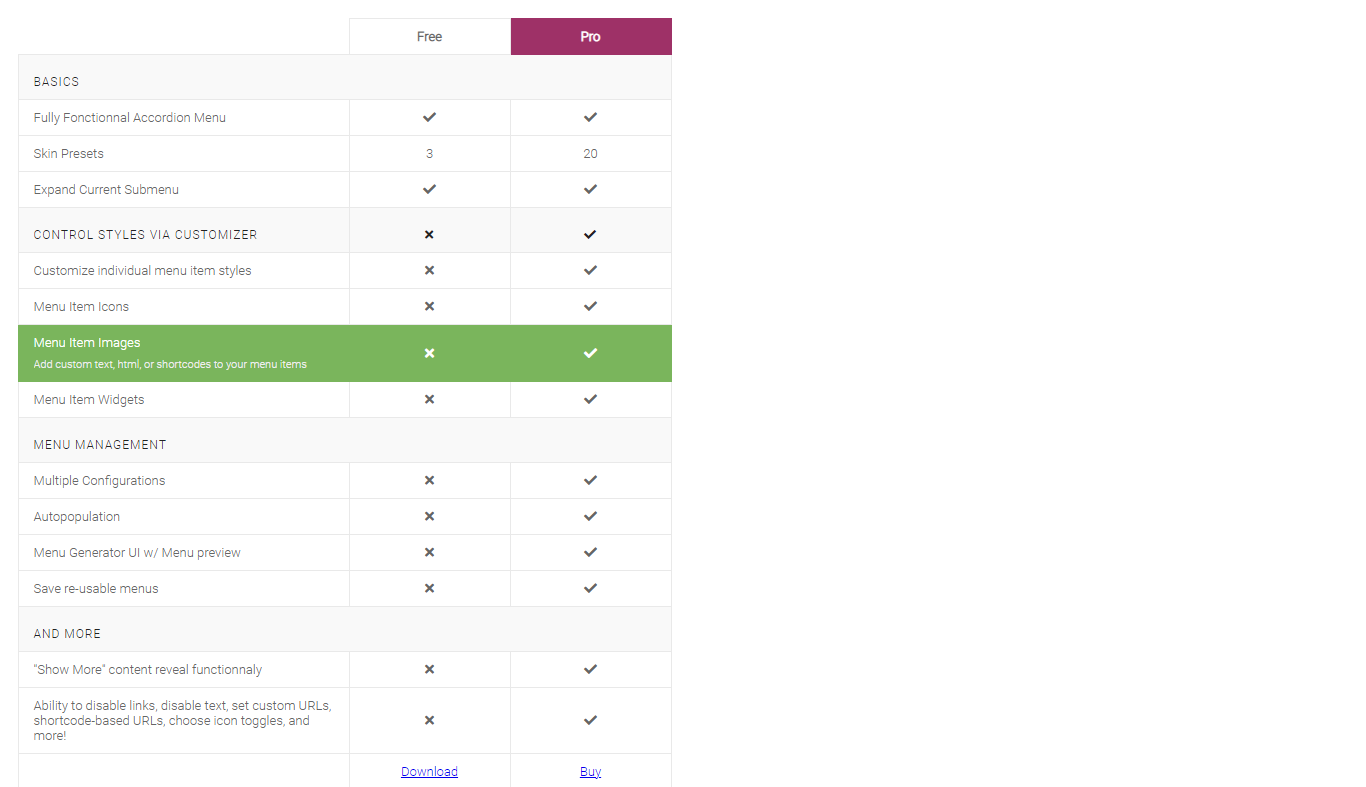 Free Pro
BASICS
Fully Fonctionnal Accordion Menu
Skin Presets 3 20
Expand Current Submenu
CONTROL STYLES VIA CUSTOMIZER
Customize individual menu item styles
Menu Item Icons
Menu Item Images
Add custom text, html, or shortcodes to your menu items
Menu Item Widgets
MENU MANAGEMENT
Multiple Configurations
Autopopulation
Menu Generator UI w/ Menu preview
Save re-usable menus
AND MORE
"Show More" content reveal functionnaly
Ability to disable links, disable text, set custom URLs,
shortcode-based URLs, choose icon toggles, and
more!
Download Buy